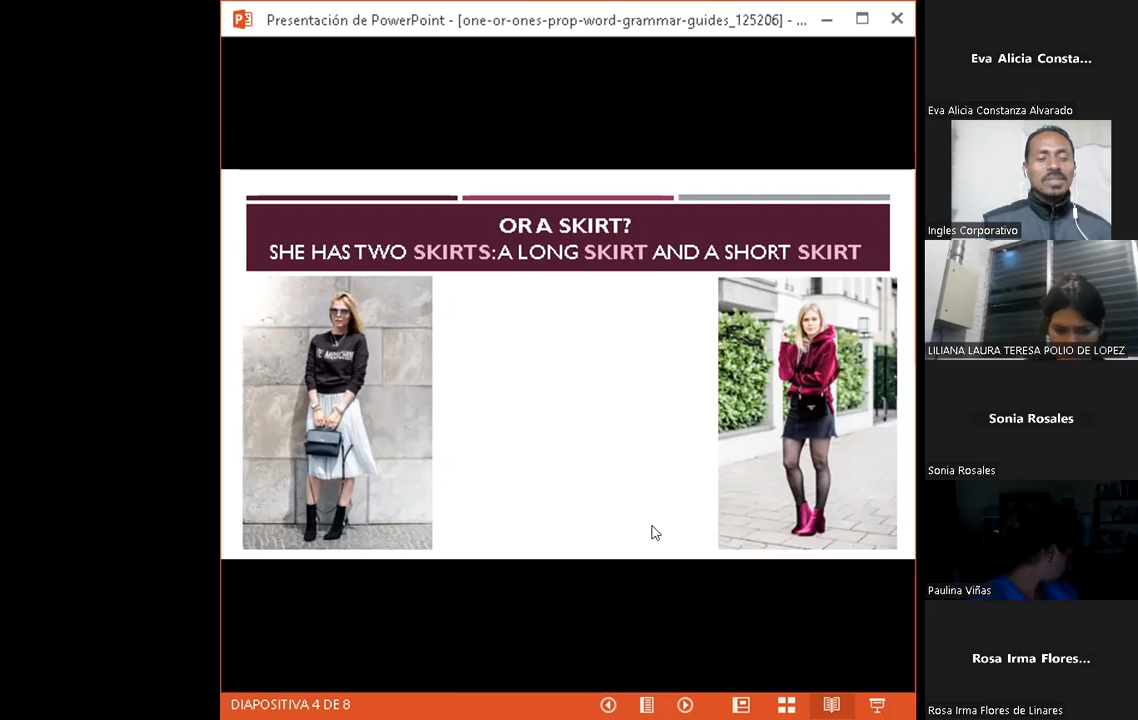 Presentación de PowerPoint - [one-or-ones-prop-word-grammar-guides_125206] - ...
OR A SKIRT?
SHE HAS TWO SKIRTS:A LONG SKIRT AND A SHORT SKIRT
DIAPOSITIVA 4 DE 8
Eva Alicia Consta...
Eva Alicia Constanza Alvarado
Ingles Corporativo
LILIANA LAURA TERESA POLIO DE LOPEZ
Sonia Rosales
Sonia Rosales
Paulina Viñas
Rosa Irma Flores...
Rosa Irma Flores de Linares